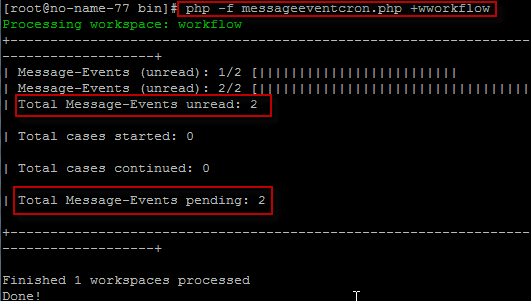 [root@no-name-77 bin]# php -f messageeventcron.php +wworkflow
Processing workspace: workflow
+---------------------------------------------------------------
------------------+
| Message-Events (unread): 1/2 [|||||||||||||||||||||||||
| Message-Events (unread): 2/2 [||||||||||||||||||||||||||||||||||
| Total Message-Events unread: 2
| Total cases started: 0
| Total cases continued: 0
| Total Message-Events pending: 2
+---------------------------------------------------------------
------------------+
Finished 1 workspaces processed
Done!